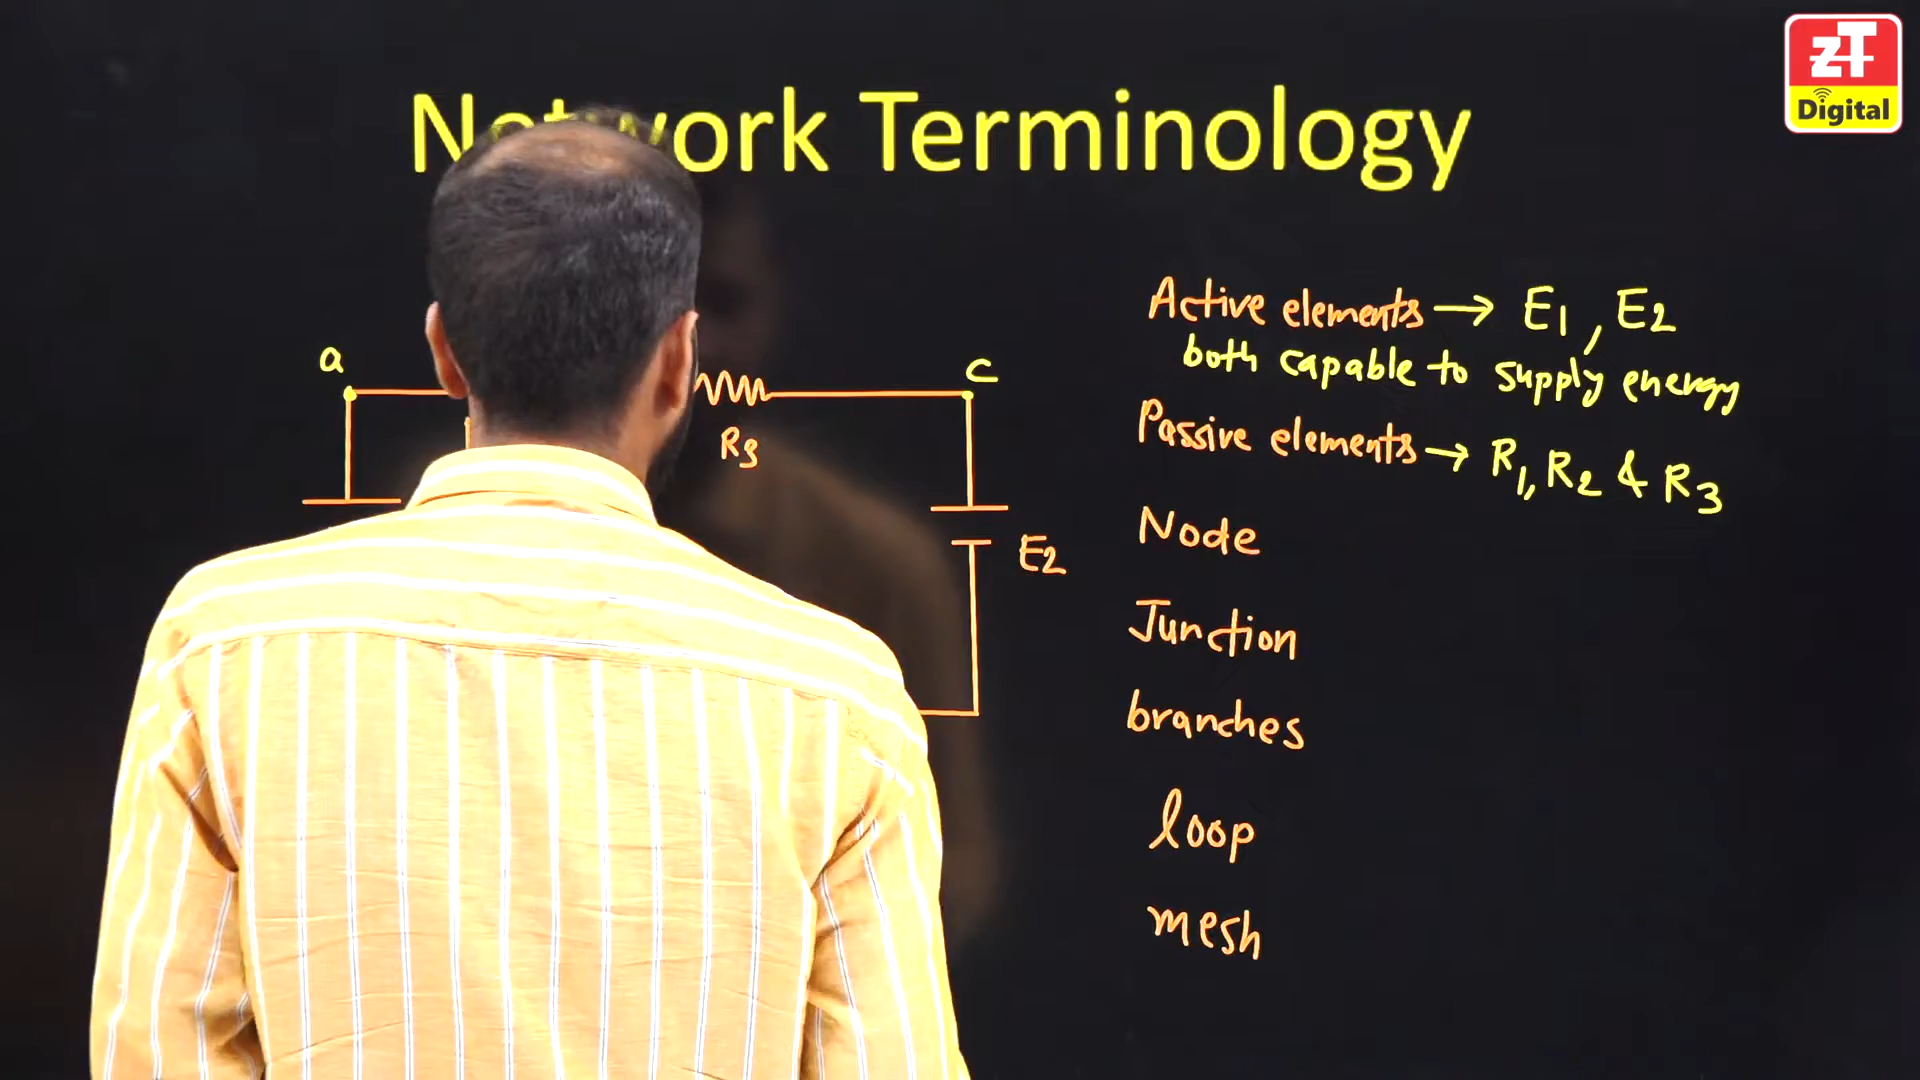 ZT
Digital
Network Terminology
Active elements → E1, E2
both capable to supply energy
Passive elements → R1, R2 & R3
a
c
R3
E2
Node
Junction
branches
loop
mesh